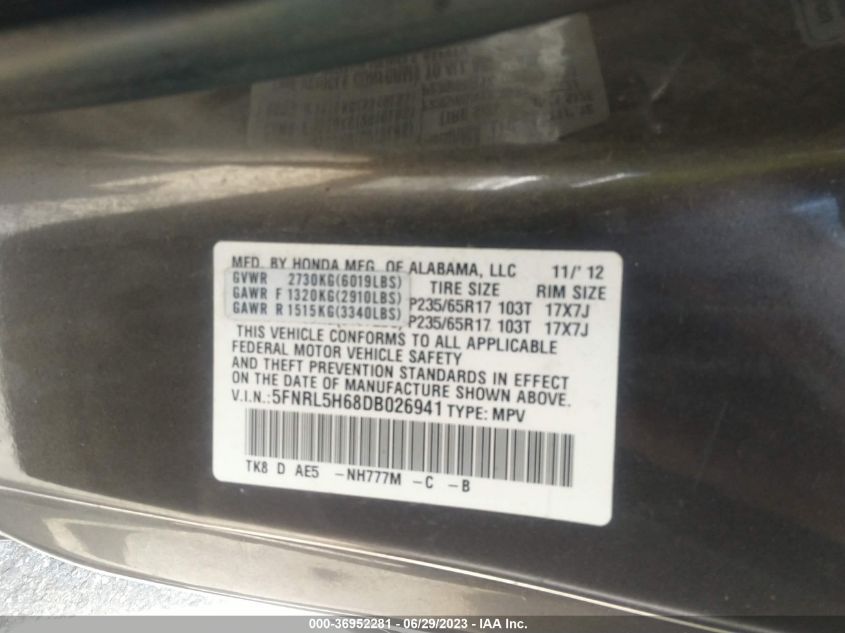 MFD. BY HONDA MFG. OF ALABAMA, LLC 11/' 12
GVWR 2730KG(6019LBS) TIRE SIZE RIM SIZE
GAWR F 1320KG(2910LBS) P235/65R17 103T 17X7J
GAWR R 1515KG(3340LBS) P235/65R17 103T 17X7J
THIS VEHICLE CONFORMS TO ALL APPLICABLE
FEDERAL MOTOR VEHICLE SAFETY
AND THEFT PREVENTION STANDARDS IN EFFECT
ON THE DATE OF MANUFACTURE SHOWN ABOVE.
V.I.N.:5FNRL5H68DB026941 TYPE: MPV
TK8 D AE5 -NH777M -C -B
000-36952281 - 06/29/2023 - © IAA, Inc.